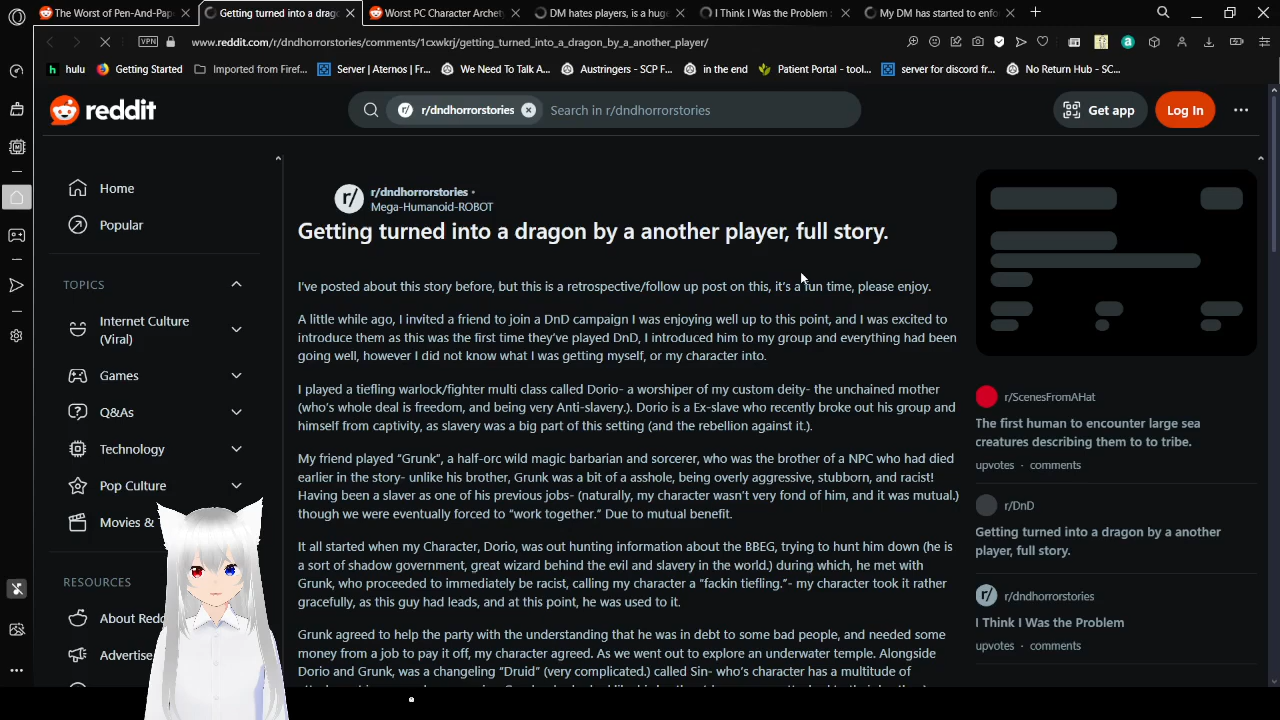 The Worst of Pen-And-Pap
Getting turned into a drago
Worst PC Character Archet
DM hates players, is a hug
I Think I Was the Problem
My DM has started to enfo
VPN
www.reddit.com/r/dndhorrorstories/comments/1cxwkrj/getting_turned_into_a_dragon_by_a_another_player/
hulu
Getting Started
Imported from Firef...
Server | Aternos | Fr...
We Need To Talk A...
Austringers - SCP F...
in the end
Patient Portal - tool...
server for discord fr...
No Return Hub - SC...
reddit
r/dndhorrorstories
Search in r/dndhorrorstories
Get app
Log In
Home
Popular
TOPICS
Internet Culture
(Viral)
Games
Q&As
Technology
Pop Culture
Movies &
RESOURCES
About Redd
Advertise
r/dndhorrorstories •
Mega-Humanoid-ROBOT
Getting turned into a dragon by a another player, full story.
I've posted about this story before, but this is a retrospective/follow up post on this, it's a fun time, please enjoy.
A little while ago, I invited a friend to join a DnD campaign I was enjoying well up to this point, and I was excited to
introduce them as this was the first time they've played DnD, I introduced him to my group and everything had been
going well, however I did not know what I was getting myself, or my character into.
I played a tiefling warlock/fighter multi class called Dorio- a worshiper of my custom deity- the unchained mother
(who's whole deal is freedom, and being very Anti-slavery.). Dorio is a Ex-slave who recently broke out his group and
himself from captivity, as slavery was a big part of this setting (and the rebellion against it.).
My friend played "Grunk", a half-orc wild magic barbarian and sorcerer, who was the brother of a NPC who had died
earlier in the story- unlike his brother, Grunk was a bit of a asshole, being overly aggressive, stubborn, and racist!
Having been a slaver as one of his previous jobs- (naturally, my character wasn't very fond of him, and it was mutual.)
though we were eventually forced to "work together." Due to mutual benefit.
It all started when my Character, Dorio, was out hunting information about the BBEG, trying to hunt him down (he is
a sort of shadow government, great wizard behind the evil and slavery in the world.) during which, he met with
Grunk, who proceeded to immediately be racist, calling my character a "fackin tiefling."- my character took it rather
gracefully, as this guy had leads, and at this point, he was used to it.
Grunk agreed to help the party with the understanding that he was in debt to some bad people, and needed some
money from a job to pay it off, my character agreed. As we went out to explore an underwater temple. Alongside
Dorio and Grunk, was a changeling "Druid" (very complicated.) called Sin- who's character has a multitude of
r/ScenesFromAHat
The first human to encounter large sea
creatures describing them to to tribe.
upvotes · comments
r/DnD
Getting turned into a dragon by a another
player, full story.
upvotes · comments
r/dndhorrorstories
I Think I Was the Problem
upvotes · comments